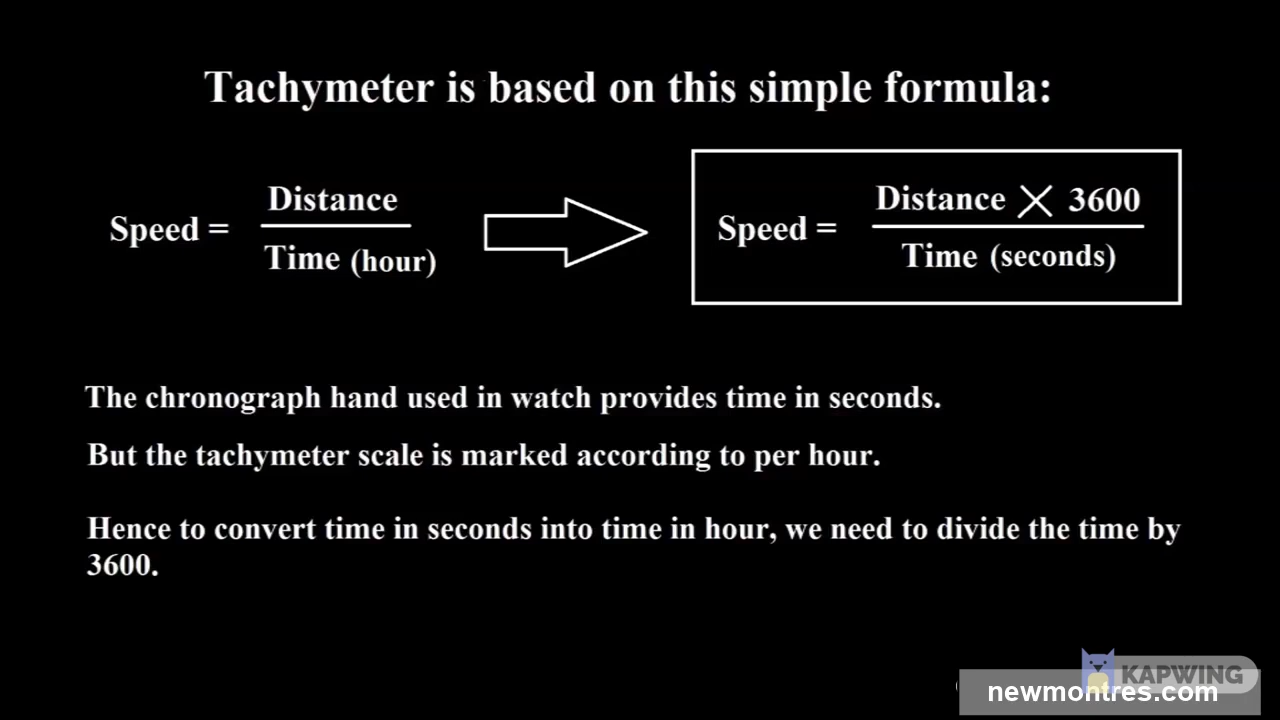 Tachymeter is based on this simple formula:
Speed = Distance / Time (hour)
Speed = Distance × 3600 / Time (seconds)
The chronograph hand used in watch provides time in seconds.
But the tachymeter scale is marked according to per hour.
Hence to convert time in seconds into time in hour, we need to divide the time by
3600.
KAPWING
newmontres.com